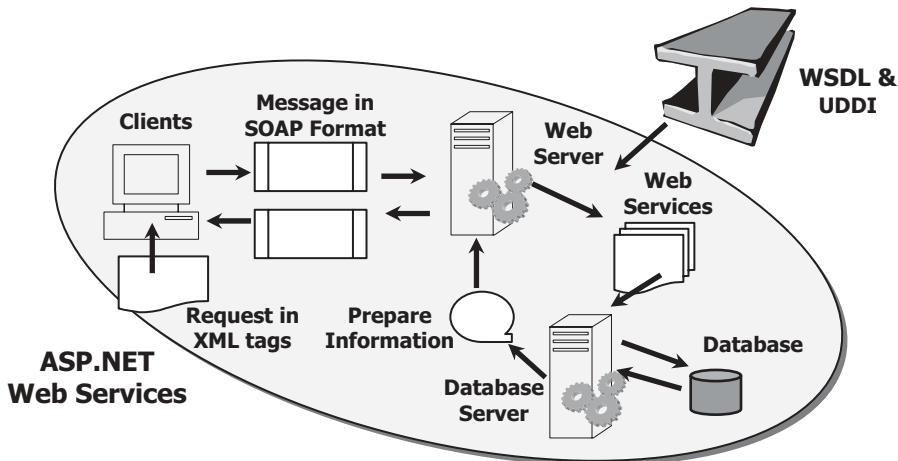 WSDL &
UDDI
Clients
Message in
SOAP Format
Web
Server
Web
Services
Request in
XML tags
Prepare
Information
Database
Database
Server
ASP.NET
Web Services